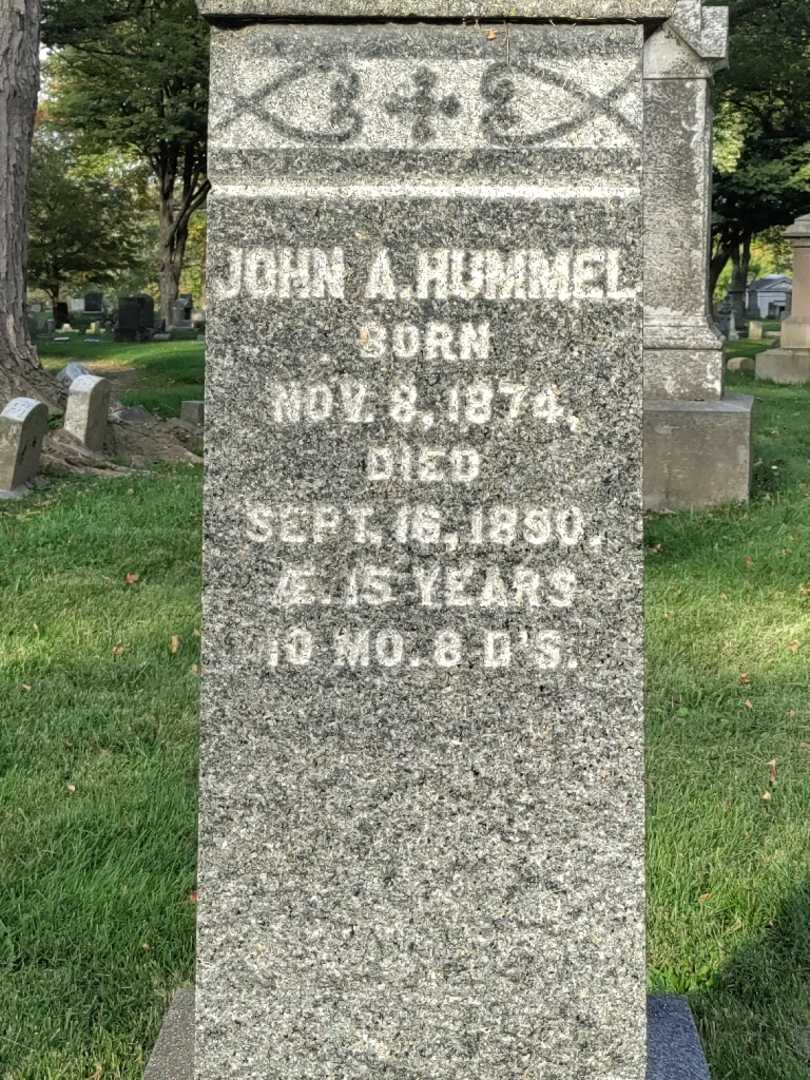 JOHN A. HUMMEL
BORN
NOV. 8, 1874,
DIED
SEPT. 16, 1890,
Æ. 15 YEARS
10 MO. 8 D'S.